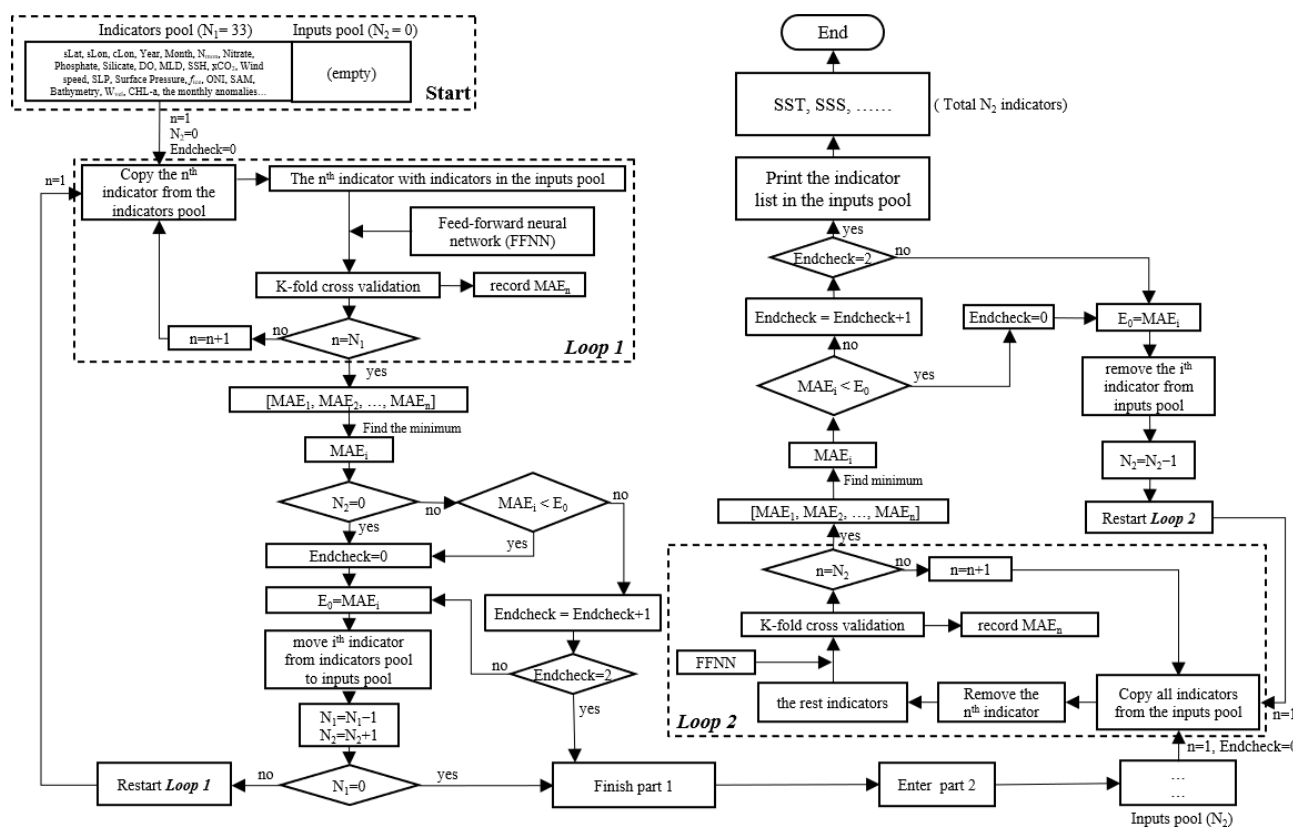 Indicators pool (N₁= 33)
Inputs pool (N₂ = 0)
sLat, sLon, cLon, Year, Month, Nitrate,
Phosphate, Silicate, DO, MLD, SSH, xCO₂, Wind
speed, SLP, Surface Pressure, ONI, SAM,
Bathymetry, CHL-a, the monthly anomalies…
(empty)
Start
n=1
N₂=0
Endcheck=0
n=1
Copy the nᵗʰ
indicator from the
indicators pool
The nᵗʰ indicator with indicators in the inputs pool
Feed-forward neural
network (FFNN)
K-fold cross validation
record MAEₙ
n=n+1
no
n=N₁
Loop 1
yes
[MAE₁, MAE₂, …, MAEₙ]
Find the minimum
MAEᵢ
N₂=0
no
MAEᵢ < E₀
no
yes
yes
Endcheck=0
E₀=MAEᵢ
Endcheck = Endcheck+1
move iᵗʰ indicator
from indicators pool
to inputs pool
no
Endcheck=2
yes
N₁=N₁−1
N₂=N₂+1
Restart Loop 1
no
N₁=0
yes
Finish part 1
Enter part 2
…
…
Inputs pool (N₂)
n=1, Endcheck=0
End
SST, SSS, ……
( Total N₂ indicators)
Print the indicator
list in the inputs pool
yes
Endcheck=2
no
Endcheck = Endcheck+1
Endcheck=0
E₀=MAEᵢ
no
MAEᵢ < E₀
yes
remove the iᵗʰ
indicator from
inputs pool
MAEᵢ
N₂=N₂−1
Find minimum
[MAE₁, MAE₂, …, MAEₙ]
Restart Loop 2
yes
n=N₂
no
n=n+1
K-fold cross validation
record MAEₙ
FFNN
the rest indicators
Remove the
nᵗʰ indicator
Copy all indicators
from the inputs pool
n=1
Loop 2